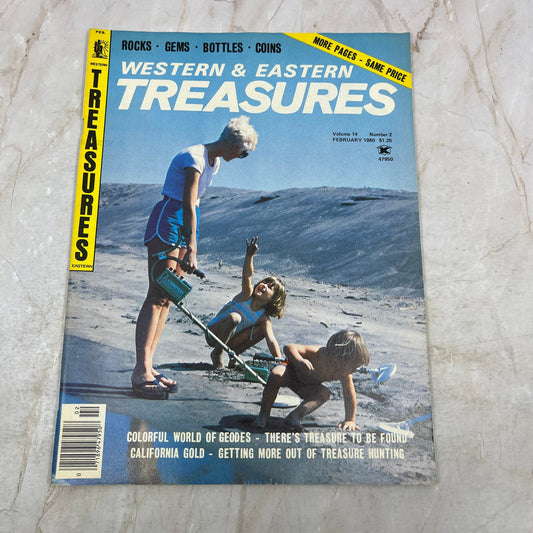 FEB.
ROCKS · GEMS · BOTTLES · COINS
MORE PAGES - SAME PRICE
WESTERN & EASTERN
TREASURES
Volume 14 Number 2
FEBRUARY 1980 $1.25
47950
WESTERN
TREASURES
EASTERN
COLORFUL WORLD OF GEODES - THERE'S TREASURE TO BE FOUND
CALIFORNIA GOLD - GETTING MORE OUT OF TREASURE HUNTING
02
0